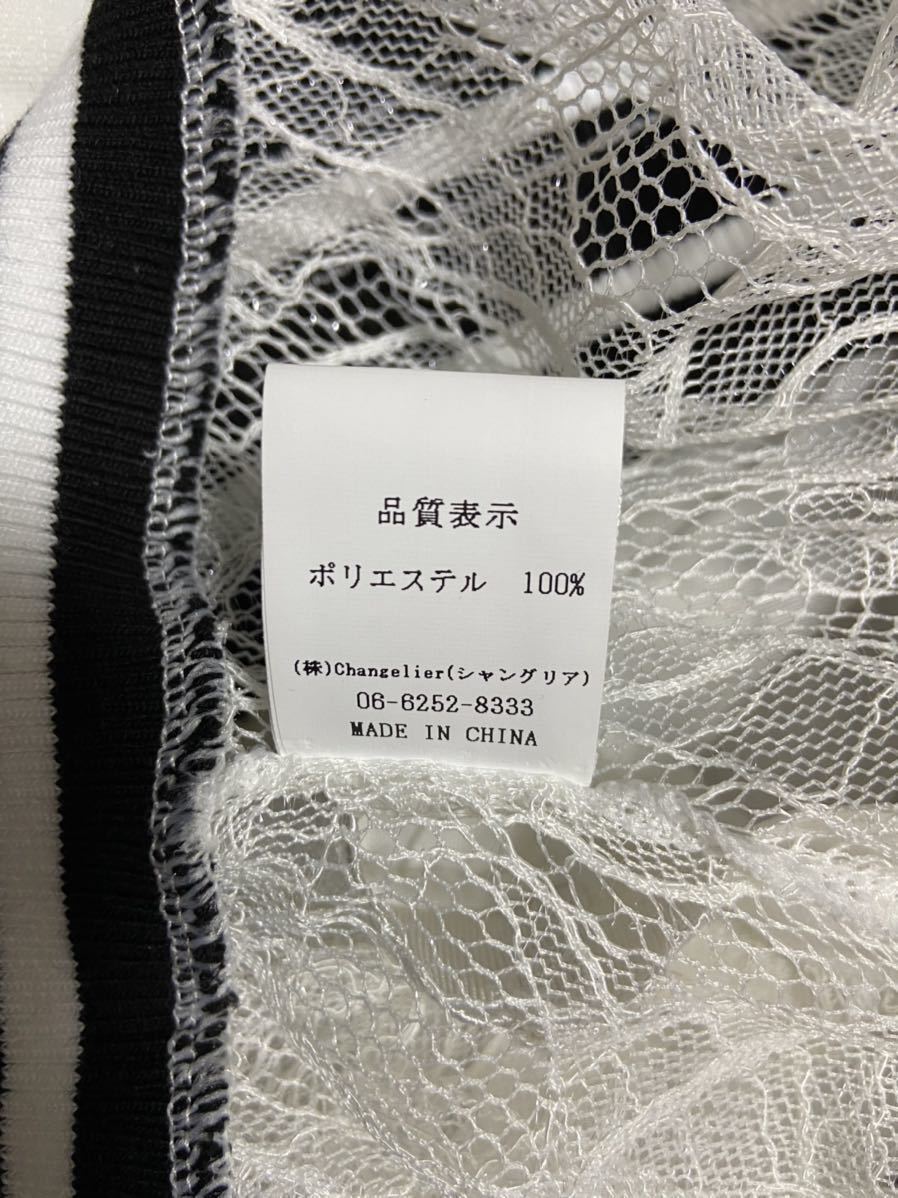 品質表示
ポリエステル 100%
(株)Changelier(シャングリア)
06-6252-8333
MADE IN CHINA